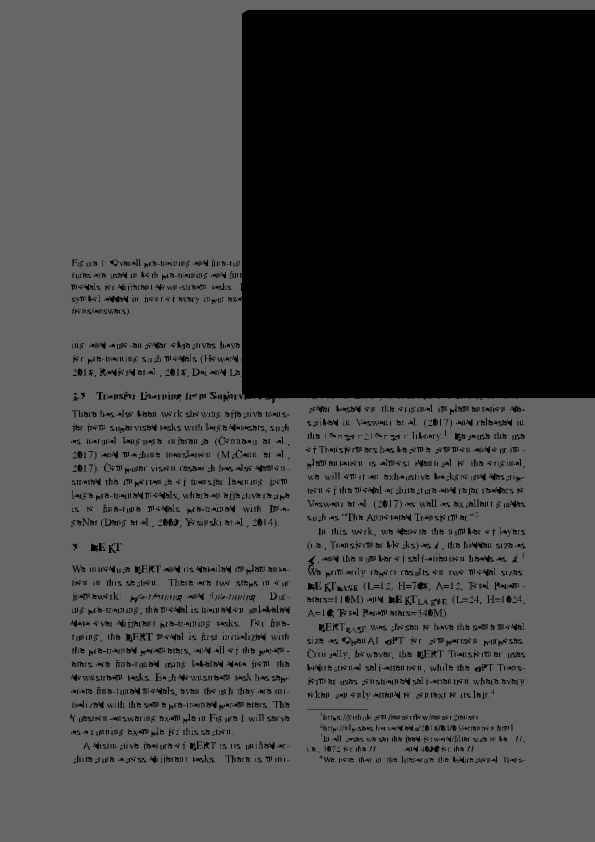 Figure 1: Overall pre-training and fine-tun
tures are used in both pre-training and fine
models for different down-stream tasks.
symbol added in front of every input exa
tions/answers).
ing and auto-encoder objectives have
for pre-training such models (Howard
2018; Radford et al., 2018; Dai and Le
2.3 Transfer Learning from Supervised
There has also been work showing effective trans-
fer from supervised tasks with large datasets, such
as natural language inference (Conneau et al.,
2017) and machine translation (McCann et al.,
2017). Computer vision research has also demon-
strated the importance of transfer learning from
large pre-trained models, where an effective recipe
is to fine-tune models pre-trained with Ima-
geNet (Deng et al., 2009; Yosinski et al., 2014).
3 BERT
We introduce BERT and its detailed implementa-
tion in this section. There are two steps in our
framework: pre-training and fine-tuning. Dur-
ing pre-training, the model is trained on unlabeled
data over different pre-training tasks. For fine-
tuning, the BERT model is first initialized with
the pre-trained parameters, and all of the param-
eters are fine-tuned using labeled data from the
downstream tasks. Each downstream task has sep-
arate fine-tuned models, even though they are ini-
tialized with the same pre-trained parameters. The
question-answering example in Figure 1 will serve
as a running example for this section.
A distinctive feature of BERT is its unified ar-
chitecture across different tasks. There is mini-
coder based on the original implementation de-
scribed in Vaswani et al. (2017) and released in
the tensor2tensor library.1 Because the use
of Transformers has become common and our im-
plementation is almost identical to the original,
we will omit an exhaustive background descrip-
tion of the model architecture and refer readers to
Vaswani et al. (2017) as well as excellent guides
such as “The Annotated Transformer.”2
In this work, we denote the number of layers
(i.e., Transformer blocks) as L, the hidden size as
H, and the number of self-attention heads as A.3
We primarily report results on two model sizes:
BERTBASE (L=12, H=768, A=12, Total Param-
eters=110M) and BERTLARGE (L=24, H=1024,
A=16, Total Parameters=340M).
BERTBASE was chosen to have the same model
size as OpenAI GPT for comparison purposes.
Critically, however, the BERT Transformer uses
bidirectional self-attention, while the GPT Trans-
former uses constrained self-attention where every
token can only attend to context to its left.4
1https://github.com/tensorflow/tensor2tensor
2http://nlp.seas.harvard.edu/2018/04/03/attention.html
3In all cases we set the feed-forward/filter size to be 4H,
i.e., 3072 for the H and 4096 for the H
4We note that in the literature the bidirectional Trans-